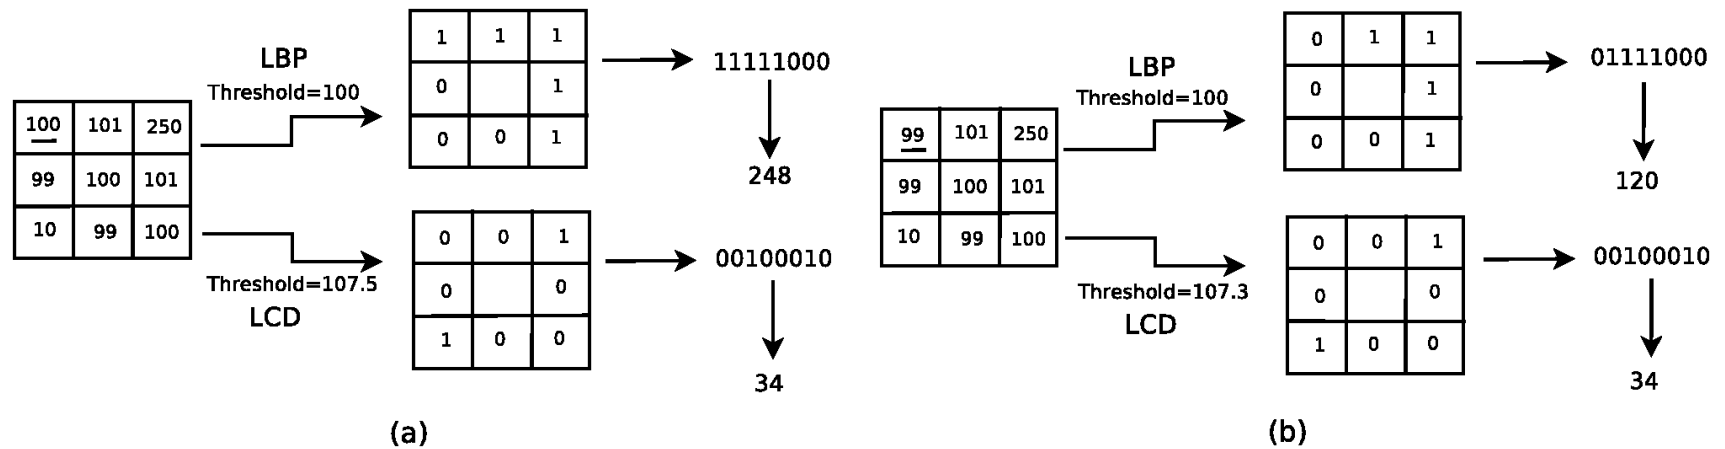 LBP
Threshold=100
100 101 250
99 100 101
10 99 100
Threshold=107.5
LCD
1 1 1
0 1
0 0 1
11111000
248
0 0 1
0 0
1 0 0
00100010
34
(a)
LBP
Threshold=100
99 101 250
99 100 101
10 99 100
Threshold=107.3
LCD
0 1 1
0 1
0 0 1
01111000
120
0 0 1
0 0
1 0 0
00100010
34
(b)